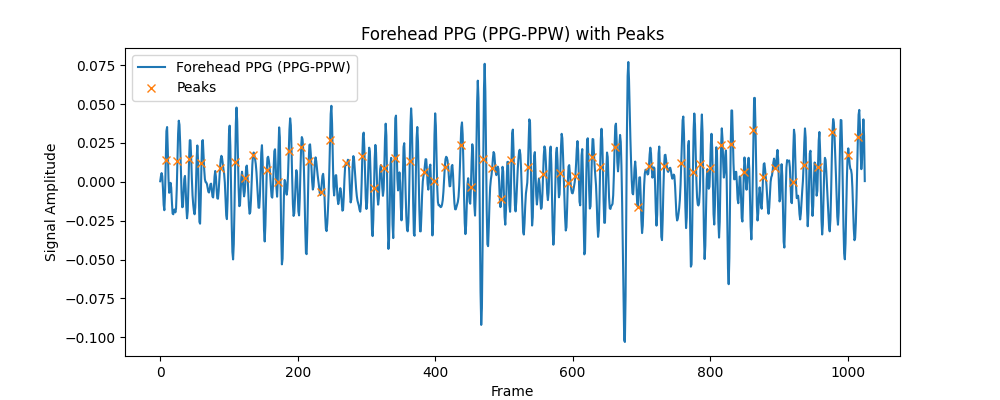 Forehead PPG (PPG-PPW) with Peaks
Forehead PPG (PPG-PPW)
Peaks
0.075
0.050
0.025
0.000
−0.025
−0.050
−0.075
−0.100
Signal Amplitude
0 200 400 600 800 1000
Frame